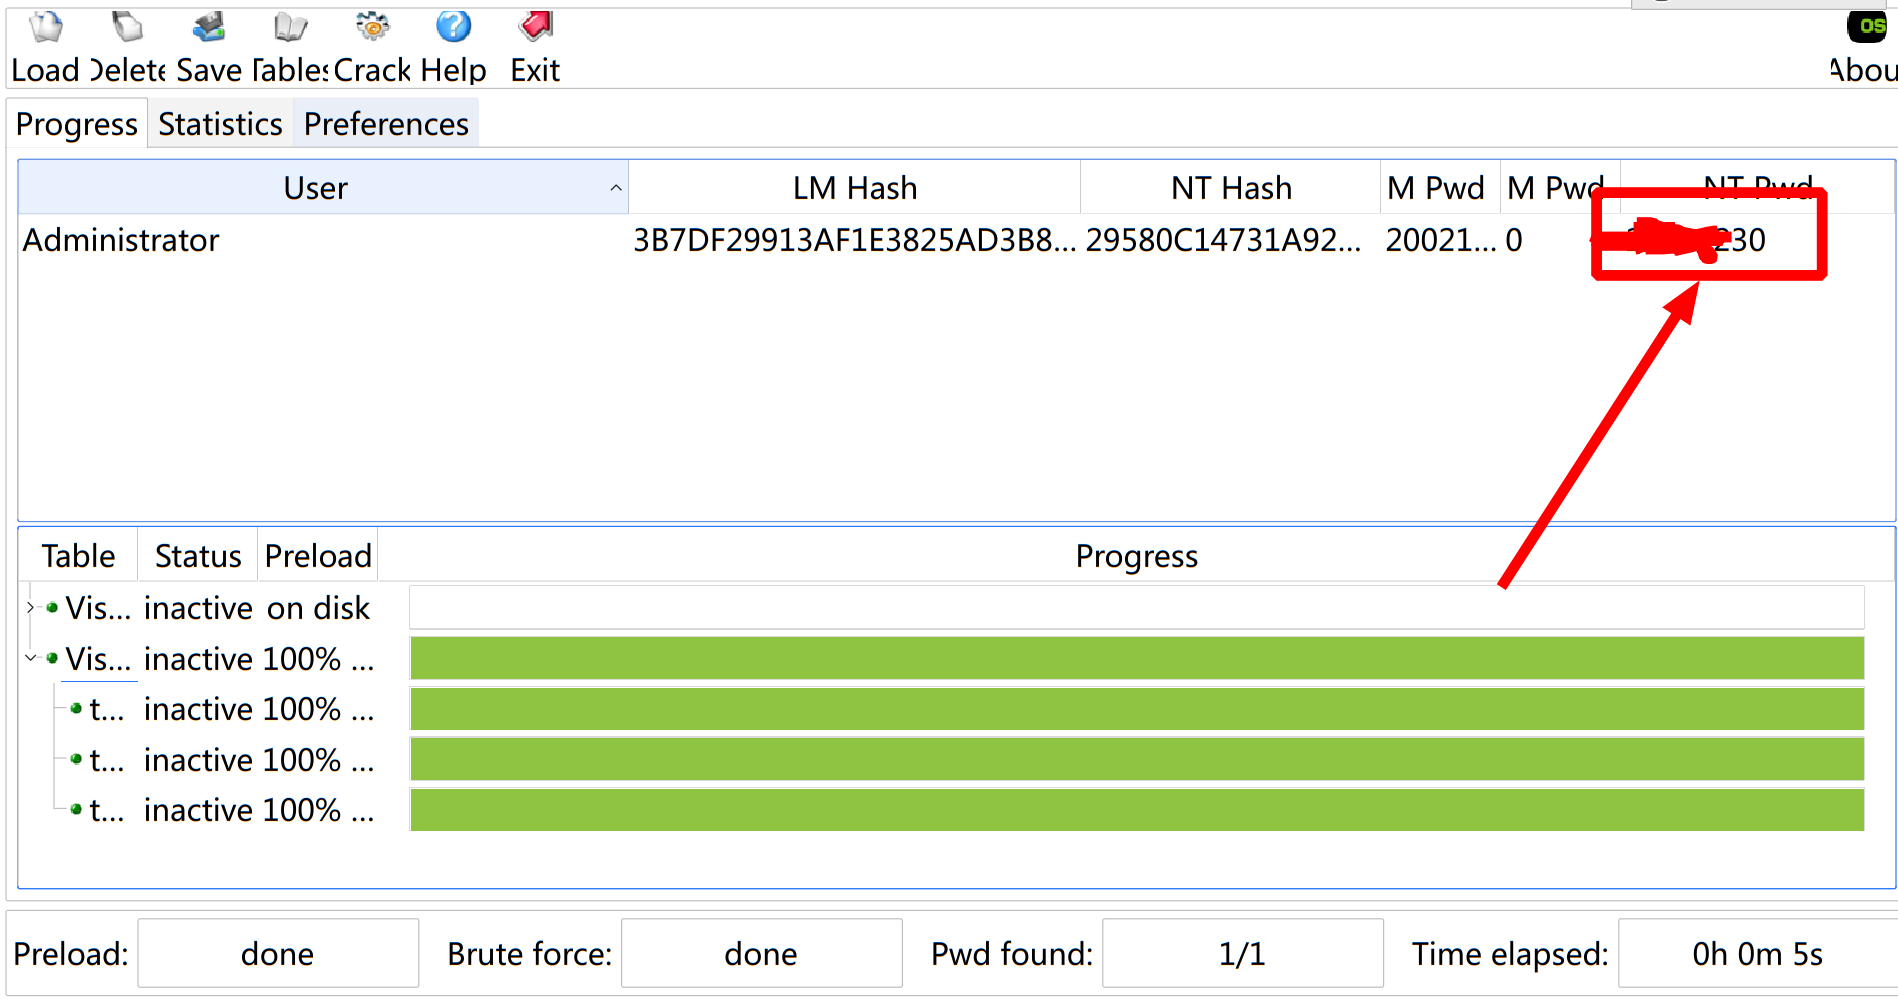 OS
Load Delete Save Tables Crack Help Exit Abou
Progress Statistics Preferences
User LM Hash NT Hash M Pwd M Pwd NT Pwd
Administrator 3B7DF29913AF1E3825AD3B8... 29580C14731A92... 20021... 0 230
Table Status Preload Progress
Vis... inactive on disk
Vis... inactive 100% ...
t... inactive 100% ...
t... inactive 100% ...
t... inactive 100% ...
Preload: done Brute force: done Pwd found: 1/1 Time elapsed: 0h 0m 5s